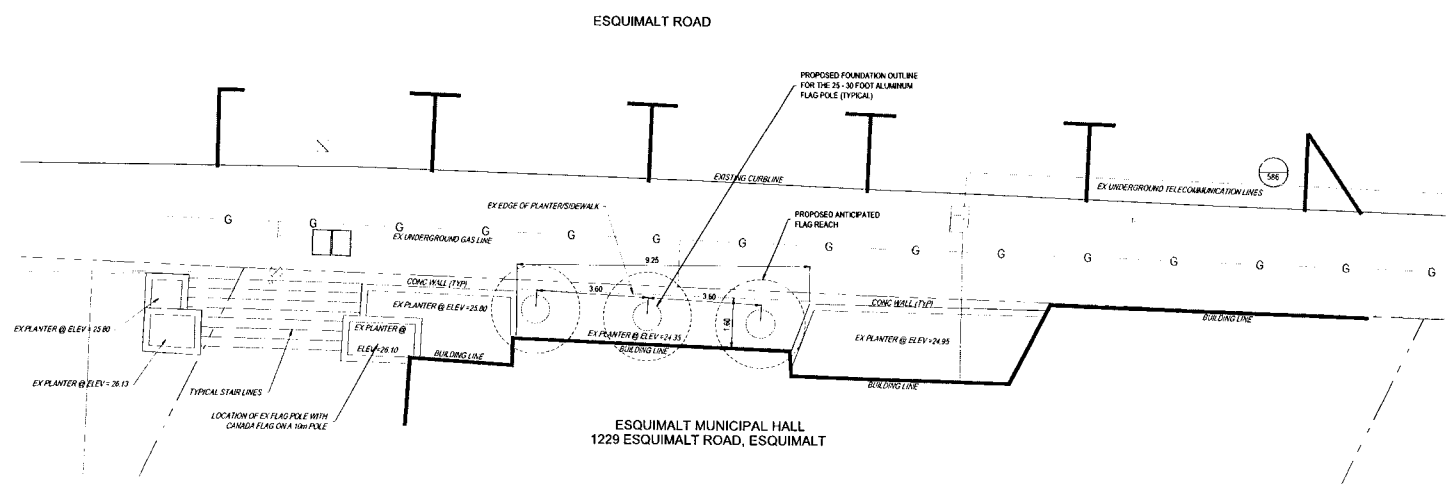 ESQUIMALT ROAD
PROPOSED FOUNDATION OUTLINE
FOR THE 25 - 30 FOOT ALUMINUM
FLAG POLE (TYPICAL)
EXISTING CURBLINE
586
EX UNDERGROUND TELECOMMUNICATION LINES
EX EDGE OF PLANTER/SIDEWALK
PROPOSED ANTICIPATED
FLAG REACH
G G G G G G G G G G G G G G G
EX UNDERGROUND GAS LINE
9.25
CONC WALL (TYP)
3.60
3.60
1.60
CONC WALL (TYP)
EX PLANTER @ ELEV = 25.80
EX PLANTER @ ELEV = 25.80
EX PLANTER @
ELEV=26.10
EX PLANTER @ ELEV =24.35
EX PLANTER @ ELEV =24.95
BUILDING LINE
BUILDING LINE
BUILDING LINE
BUILDING LINE
EX PLANTER @ ELEV = 26.13
TYPICAL STAIR LINES
LOCATION OF EX FLAG POLE WITH
CANADA FLAG ON A 10m POLE
ESQUIMALT MUNICIPAL HALL
1229 ESQUIMALT ROAD, ESQUIMALT